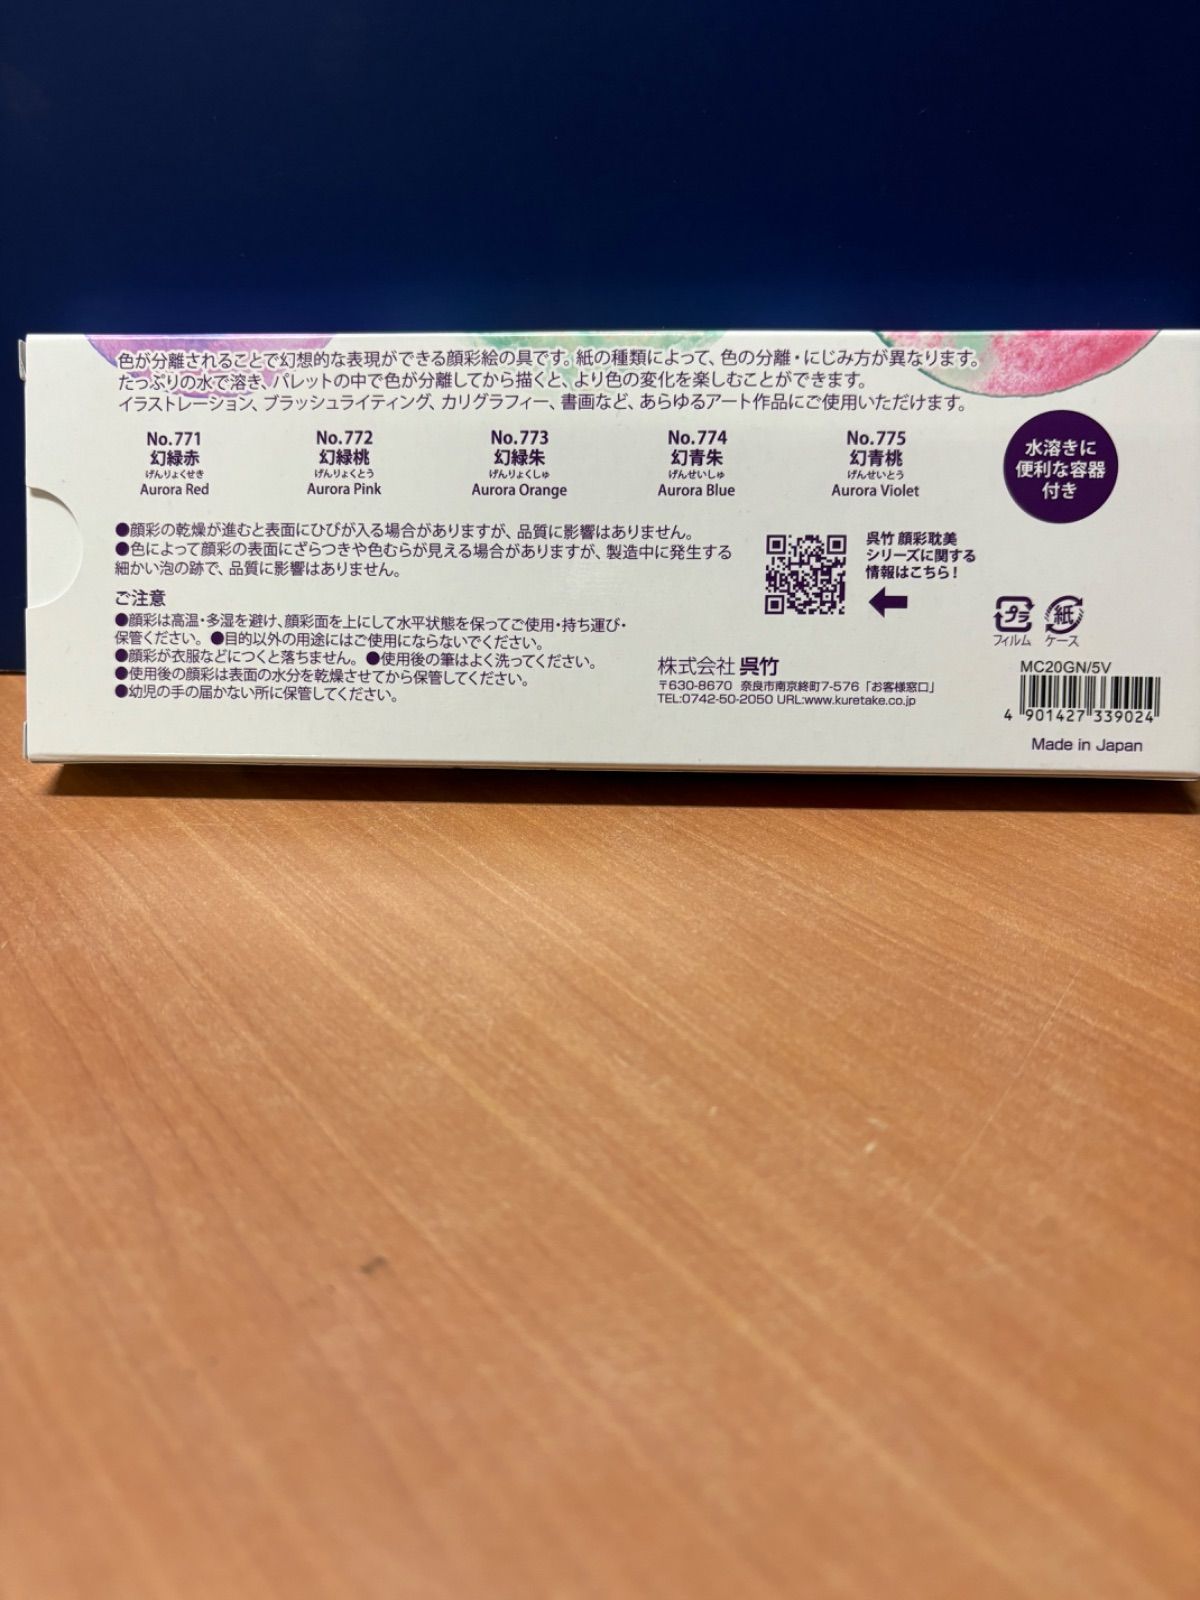 色が分離されることで幻想的な表現ができる顔彩絵の具です。紙の種類によって、色の分離・にじみ方が異なります。
たっぷりの水で溶き、パレットの中で色が分離してから描くと、より色の変化を楽しむことができます。
イラストレーション、ブラッシュライティング、カリグラフィー、書画など、あらゆるアート作品にご使用いただけます。
No.771
幻緑赤
げんりょくせき
Aurora Red
No.772
幻緑桃
げんりょくとう
Aurora Pink
No.773
幻緑朱
げんりょくしゅ
Aurora Orange
No.774
幻青朱
げんせいしゅ
Aurora Blue
No.775
幻青桃
げんせいとう
Aurora Violet
水溶きに
便利な容器
付き
●顔彩の乾燥が進むと表面にひびが入る場合がありますが、品質に影響はありません。
●色によって顔彩の表面にざらつきや色むらが見える場合がありますが、製造中に発生する
細かい泡の跡で、品質に影響はありません。
ご注意
●顔彩は高温・多湿を避け、顔彩面を上にして水平状態を保ってご使用・持ち運び・
保管ください。●目的以外の用途にはご使用にならないでください。
●顔彩が衣服などにつくと落ちません。●使用後の筆はよく洗ってください。
●使用後の顔彩は表面の水分を乾燥させてから保管してください。
●幼児の手の届かない所に保管してください。
呉竹 顔彩耽美
シリーズに関する
情報はこちら!
株式会社 呉竹
〒630-8670 奈良市南京終町7-576「お客様窓口」
TEL:0742-50-2050 URL:www.kuretake.co.jp
プラ
フィルム
紙
ケース
MC20GN/5V
4 901427 339024
Made in Japan